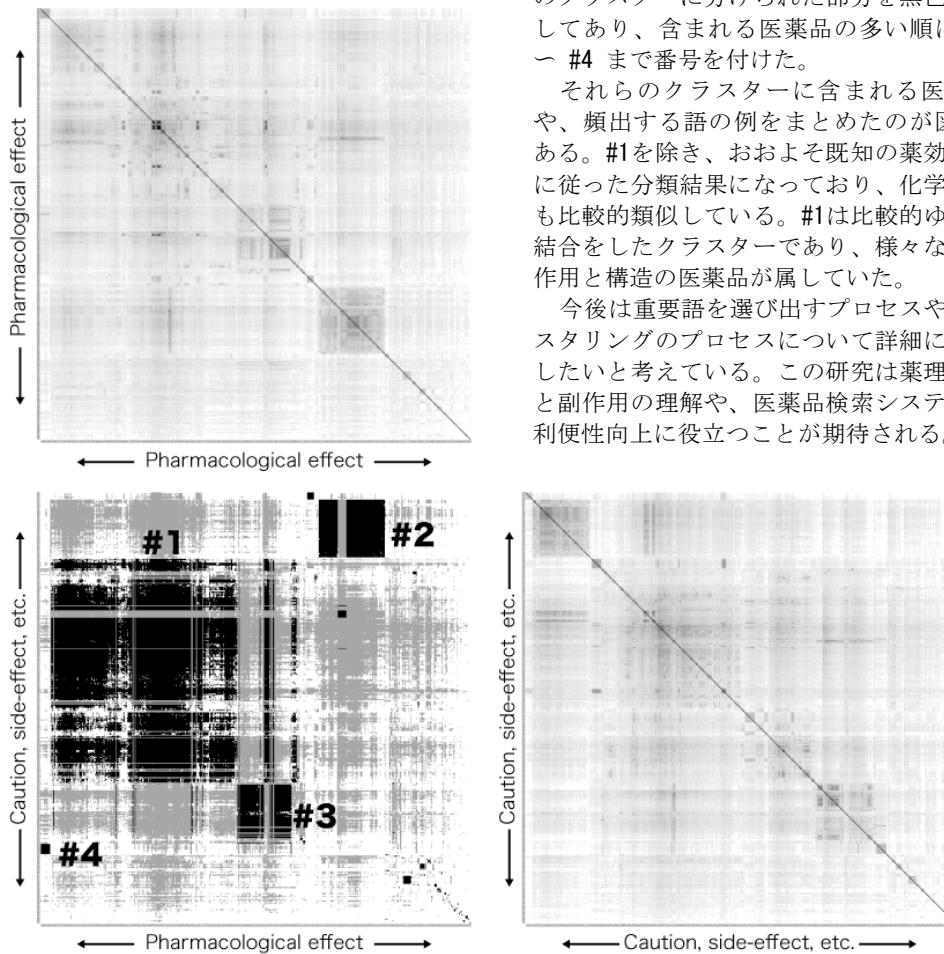 Pharmacological effect
Pharmacological effect
のクラスターに分けられた部分を黒色
してあり、含まれる医薬品の多い順に
〜 #4 まで番号を付けた。
それらのクラスターに含まれる医
や、頻出する語の例をまとめたのが
ある。#1を除き、おおよそ既知の薬効
に従った分類結果になっており、化学
も比較的類似している。#1は比較的ゆ
結合をしたクラスターであり、様々な
作用と構造の医薬品が属していた。
今後は重要語を選び出すプロセスや
スタリングのプロセスについて詳細に
したいと考えている。この研究は薬理
と副作用の理解や、医薬品検索システ
利便性向上に役立つことが期待される。
Caution, side-effect, etc.
#1
#2
#3
#4
Pharmacological effect
Caution, side-effect, etc.
Caution, side-effect, etc.